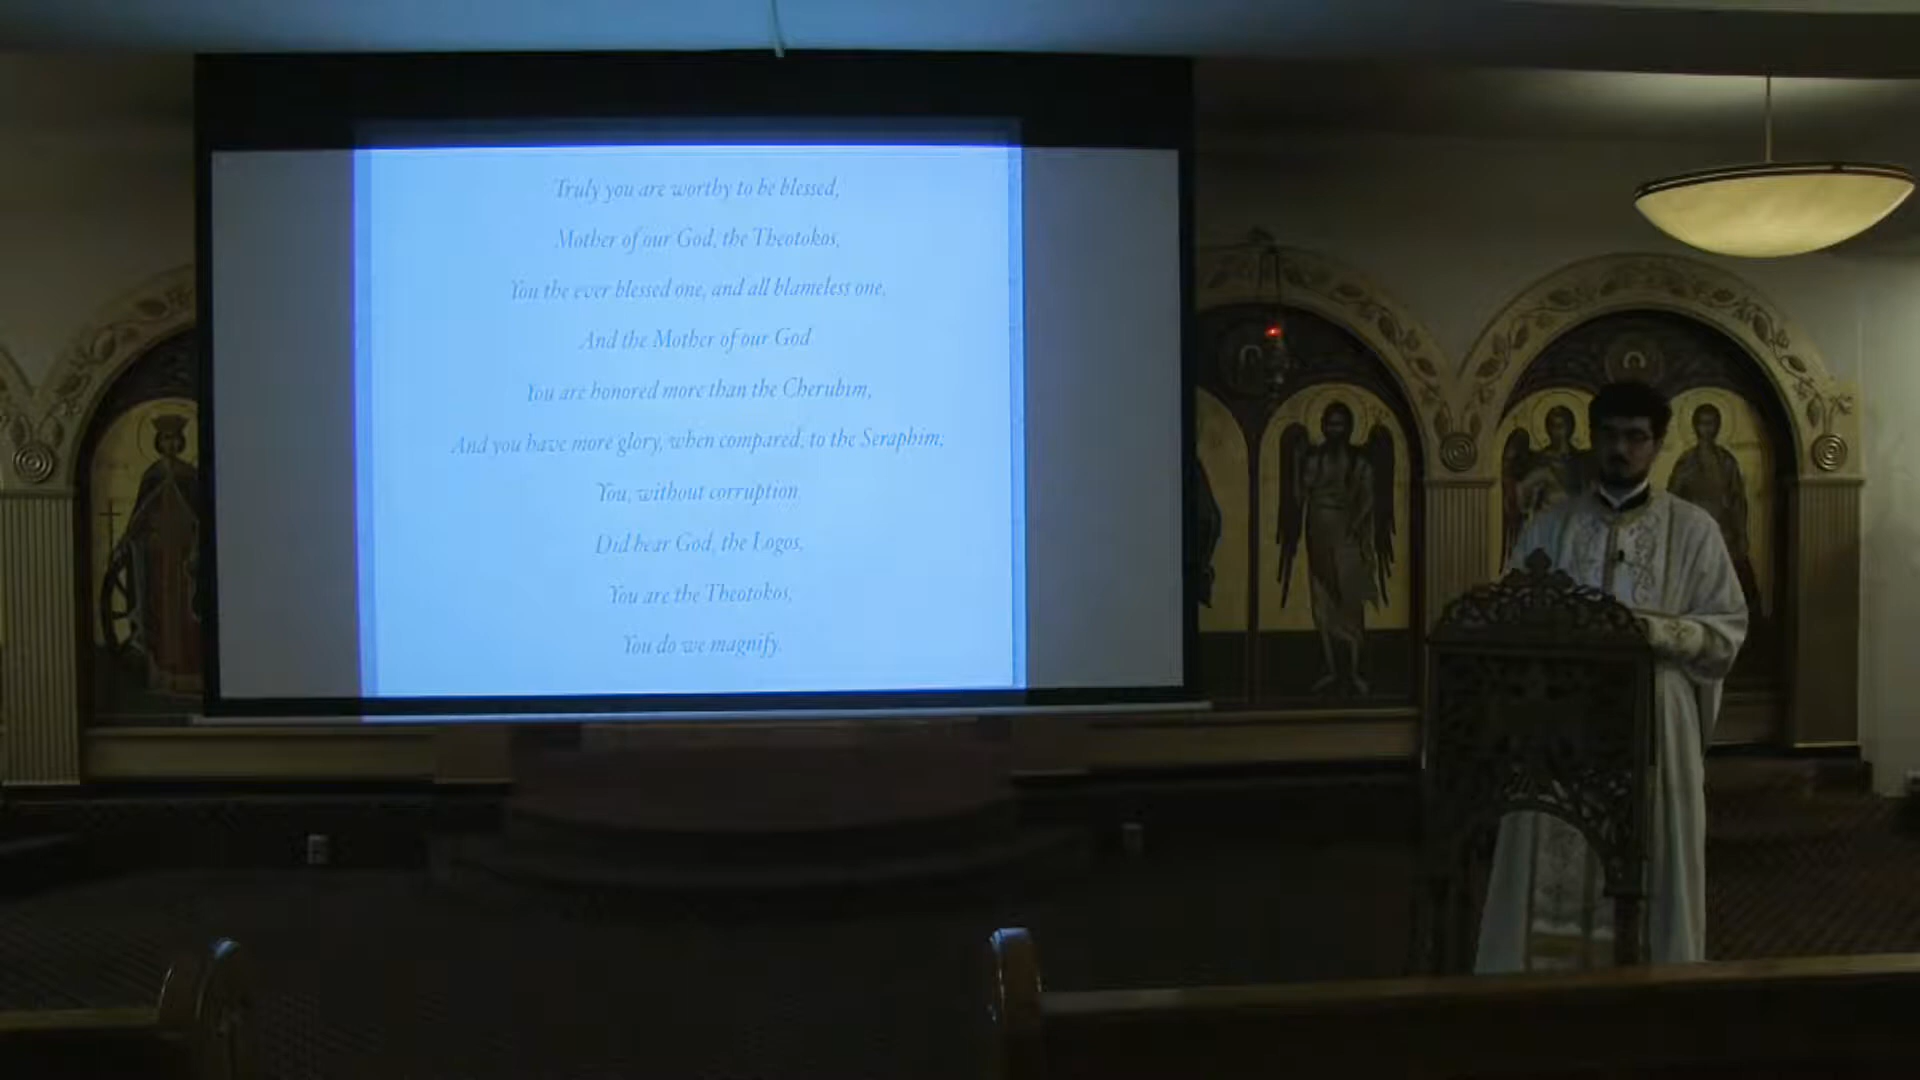 Truly you are worthy to be blessed,
Mother of our God, the Theotokos,
You the ever blessed one, and all blameless one,
And the Mother of our God
You are honored more than the Cherubim,
And you have more glory, when compared, to the Seraphim;
You, without corruption
Did bear God, the Logos,
You are the Theotokos,
You do we magnify.